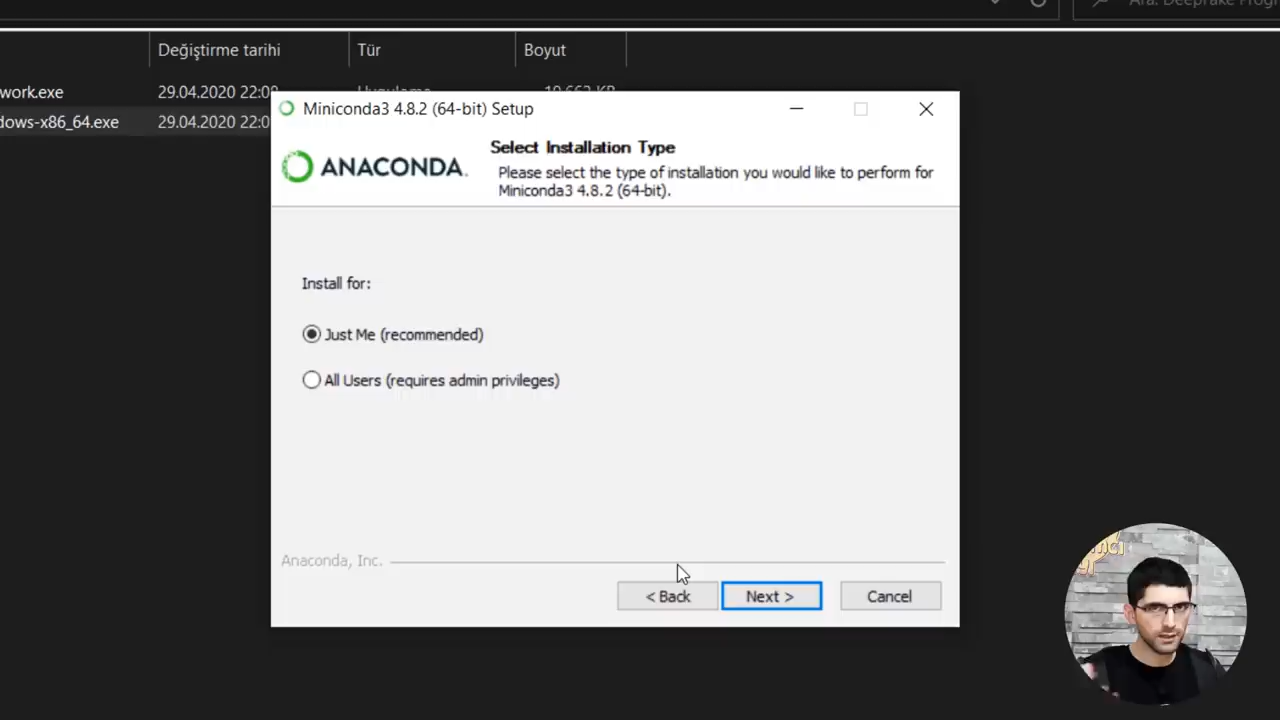 Değiştirme tarihi Tür Boyut
work.exe 29.04.2020 22:09
dows-x86_64.exe 29.04.2020 22:0
Miniconda3 4.8.2 (64-bit) Setup
ANACONDA.
Select Installation Type
Please select the type of installation you would like to perform for
Miniconda3 4.8.2 (64-bit).
Install for:
Just Me (recommended)
All Users (requires admin privileges)
Anaconda, Inc.
< Back Next > Cancel